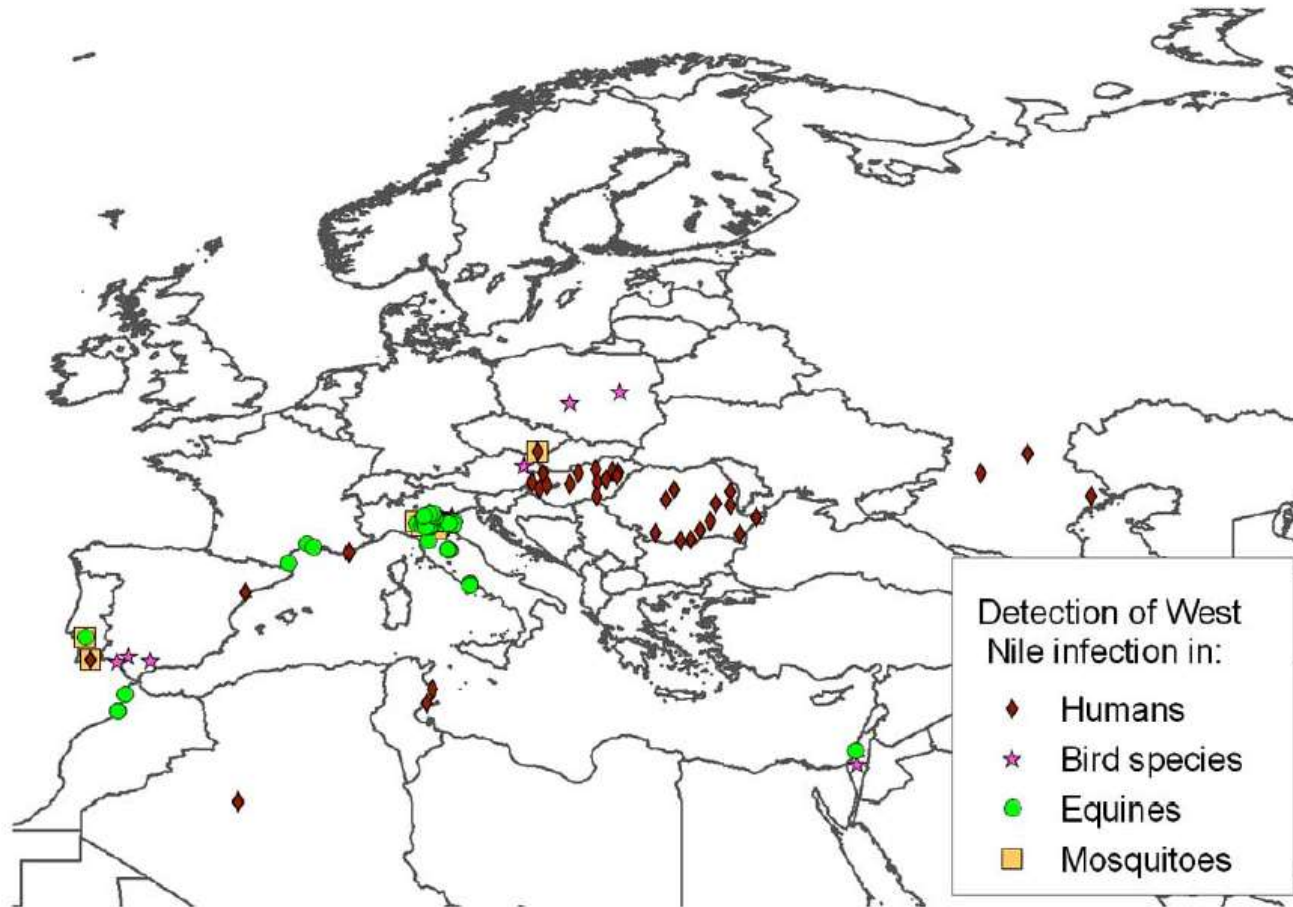 Detection of West
Nile infection in:
Humans
Bird species
Equines
Mosquitoes